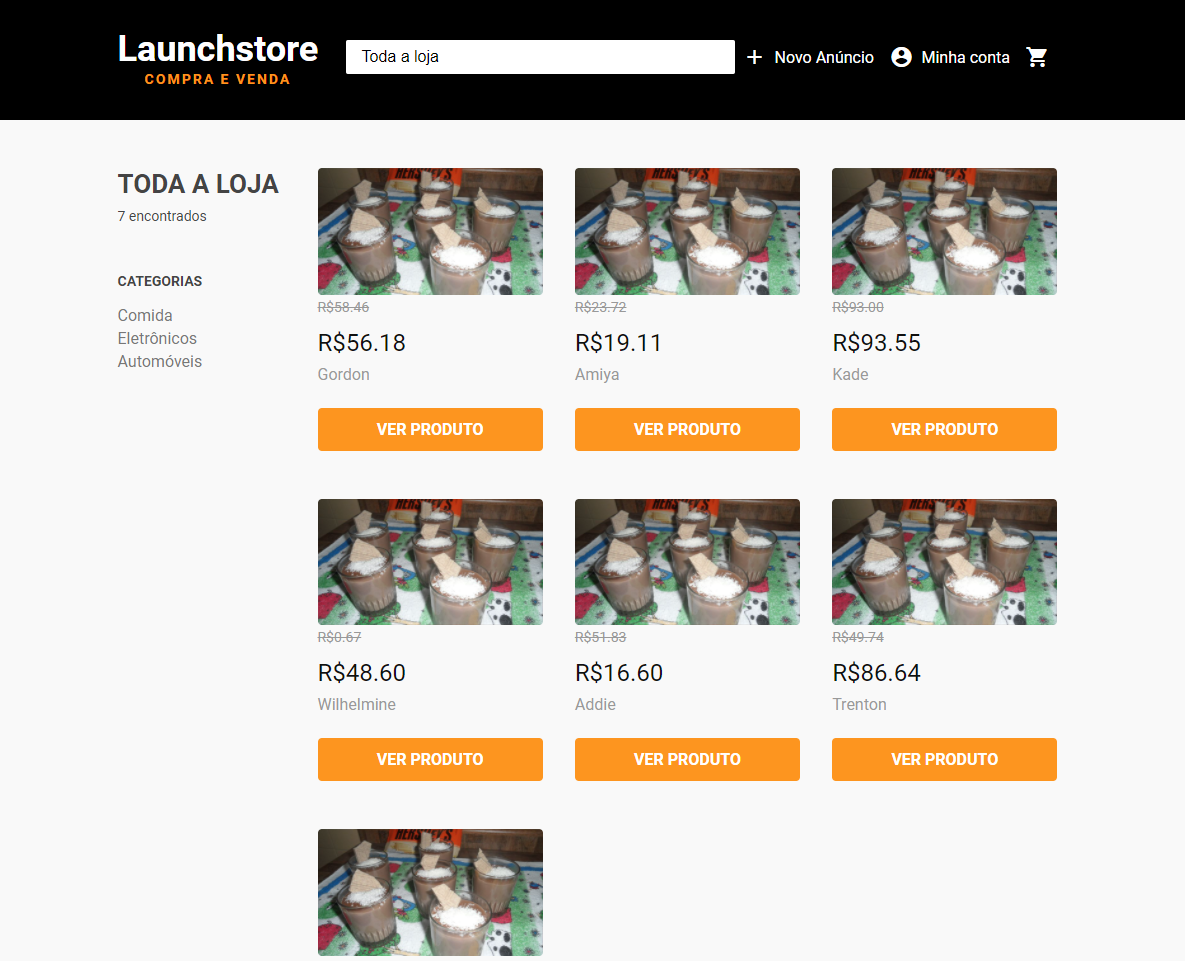 Launchstore
COMPRA E VENDA
Toda a loja
Novo Anúncio
Minha conta
TODA A LOJA
7 encontrados
CATEGORIAS
Comida
Eletrônicos
Automóveis
R$58.46
R$56.18
Gordon
VER PRODUTO
R$23.72
R$19.11
Amiya
VER PRODUTO
R$93.00
R$93.55
Kade
VER PRODUTO
R$0.67
R$48.60
Wilhelmine
VER PRODUTO
R$51.83
R$16.60
Addie
VER PRODUTO
R$49.74
R$86.64
Trenton
VER PRODUTO